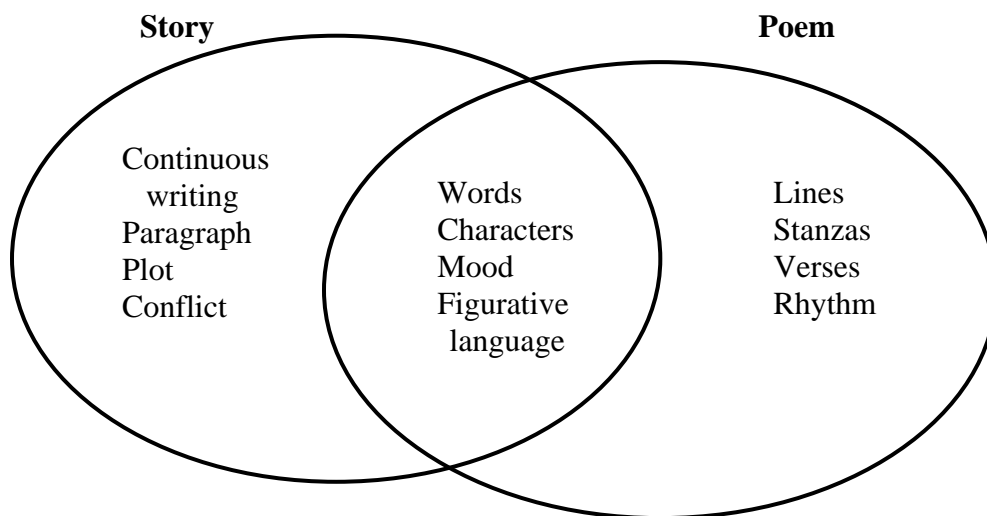 Story
Poem
Continuous
writing
Paragraph
Plot
Conflict
Words
Characters
Mood
Figurative
language
Lines
Stanzas
Verses
Rhythm